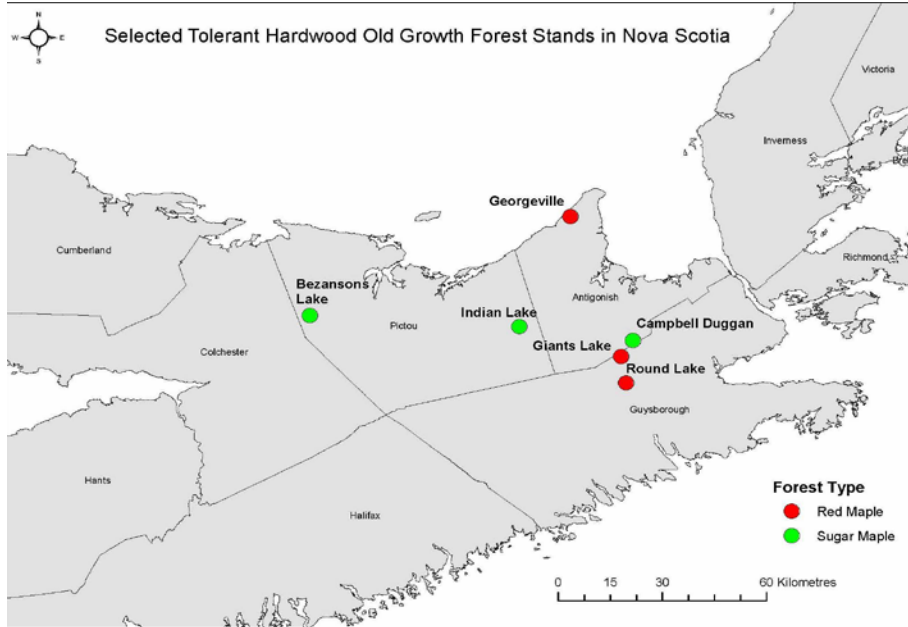 N
W E
S
Selected Tolerant Hardwood Old Growth Forest Stands in Nova Scotia
Victoria
Inverness
Georgeville
Cumberland
Richmond
Bezansons
Lake
Antigonish
Indian Lake
Campbell Duggan
Pictou
Colchester
Giants Lake
Round Lake
Guysborough
Hants
Halifax
Forest Type
Red Maple
Sugar Maple
0 15 30 60 Kilometres